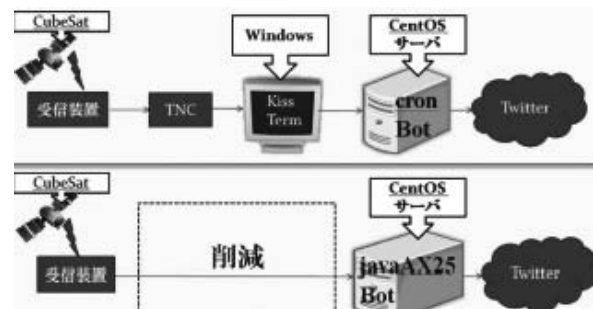 CubeSat
受信装置
TNC
Windows
Kiss
Term
CentOS
サーバ
cron
Bot
Twitter
CubeSat
受信装置
削減
CentOS
サーバ
javaAX25
Bot
Twitter